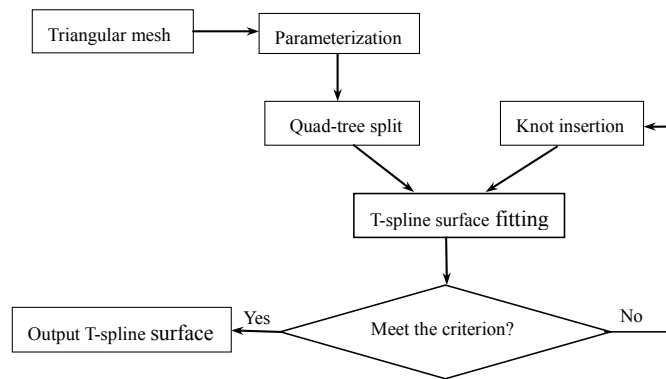 Triangular mesh
Parameterization
Quad-tree split
Knot insertion
T-spline surface fitting
Meet the criterion?
Yes
No
Output T-spline surface